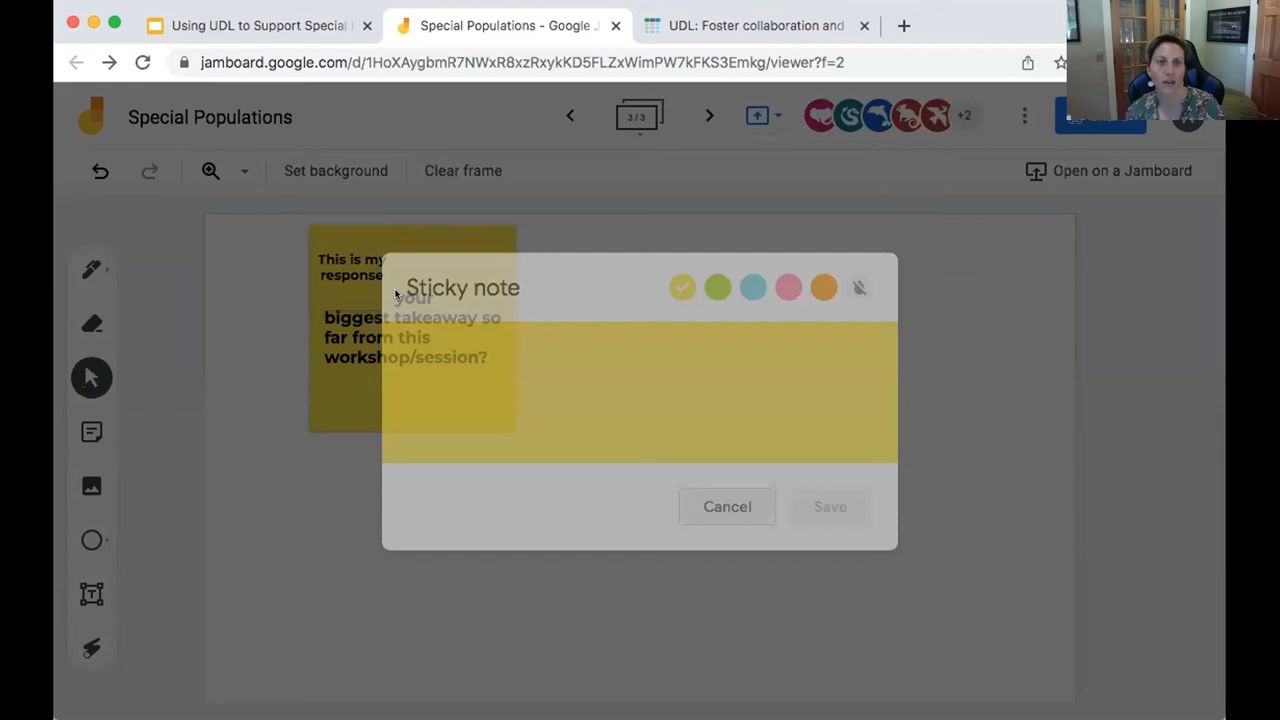 Using UDL to Support Special
Special Populations - Google J
UDL: Foster collaboration and
jamboard.google.com/d/1HoXAygbmR7NWxR8xzRxykKD5FLZxWimPW7kFKS3Emkg/viewer?f=2
Special Populations
3 / 3
+2
Set background
Clear frame
Open on a Jamboard
This is my
response
your
biggest takeaway so
far from this
workshop/session?
Sticky note
Cancel
Save